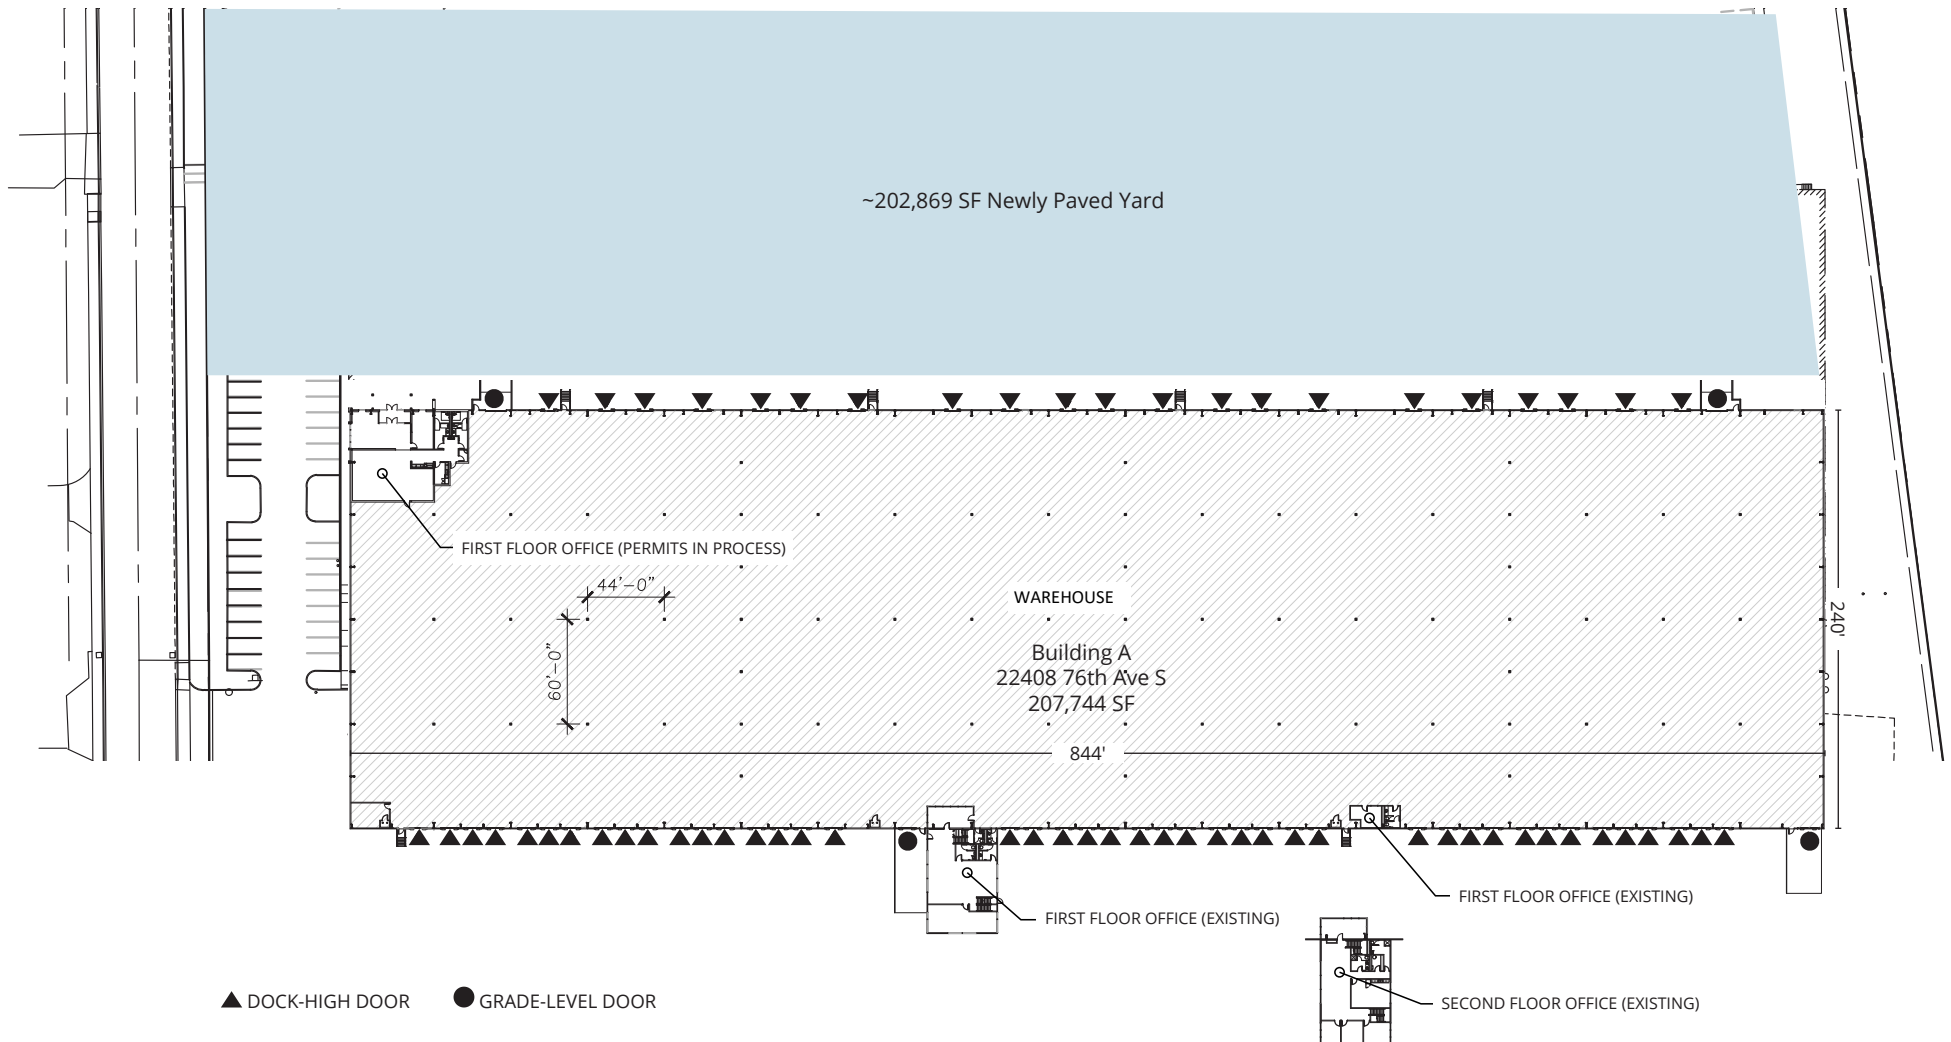 ~202,869 SF Newly Paved Yard
FIRST FLOOR OFFICE (PERMITS IN PROCESS)
44'-0"
60'-0"
WAREHOUSE
Building A
22408 76th Ave S
207,744 SF
240'
844'
FIRST FLOOR OFFICE (EXISTING)
FIRST FLOOR OFFICE (EXISTING)
SECOND FLOOR OFFICE (EXISTING)
DOCK-HIGH DOOR
GRADE-LEVEL DOOR